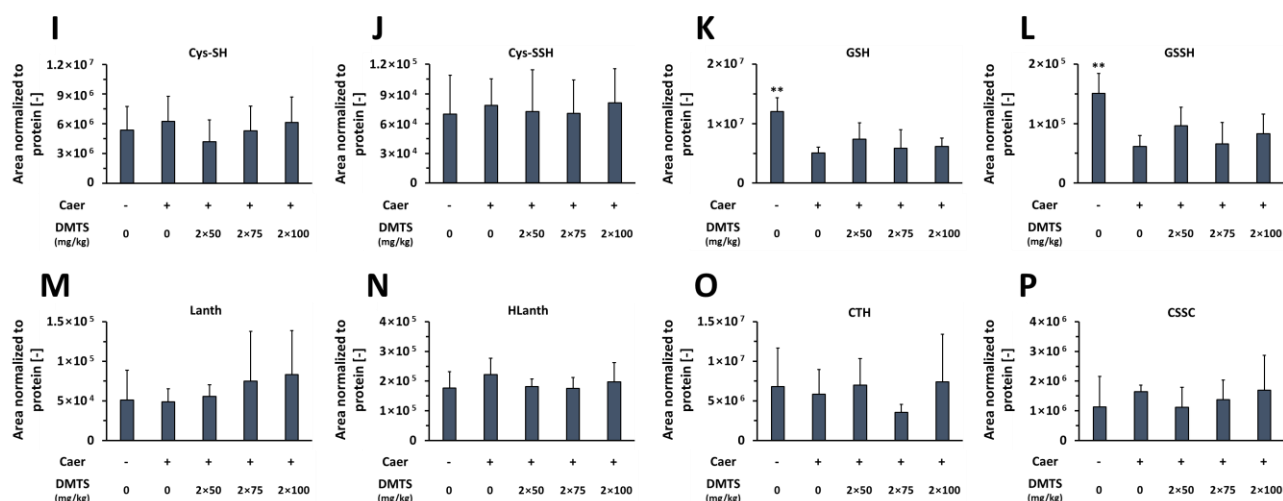 I
Cys-SH
Area normalized to
protein [-]
1.2×10⁷
9×10⁶
6×10⁶
3×10⁶
0
Caer - + + + +
DMTS
(mg/kg) 0 0 2×50 2×75 2×100
J
Cys-SSH
Area normalized to
protein [-]
1.2×10⁵
9×10⁴
6×10⁴
3×10⁴
0
Caer - + + + +
DMTS
(mg/kg) 0 0 2×50 2×75 2×100
K
GSH
Area normalized to
protein [-]
2×10⁷
1×10⁷
0
**
Caer - + + + +
DMTS
(mg/kg) 0 0 2×50 2×75 2×100
L
GSSH
Area normalized to
protein [-]
2×10⁵
1×10⁵
0
**
Caer - + + + +
DMTS
(mg/kg) 0 0 2×50 2×75 2×100
M
Lanth
Area normalized to
protein [-]
1.5×10⁵
1×10⁵
5×10⁴
0
Caer - + + + +
DMTS
(mg/kg) 0 0 2×50 2×75 2×100
N
HLanth
Area normalized to
protein [-]
4×10⁵
3×10⁵
2×10⁵
1×10⁵
0
Caer - + + + +
DMTS
(mg/kg) 0 0 2×50 2×75 2×100
O
CTH
Area normalized to
protein [-]
1.5×10⁷
1×10⁷
5×10⁶
0
Caer - + + + +
DMTS
(mg/kg) 0 0 2×50 2×75 2×100
P
CSSC
Area normalized to
protein [-]
4×10⁶
3×10⁶
2×10⁶
1×10⁶
0
Caer - + + + +
DMTS
(mg/kg) 0 0 2×50 2×75 2×100